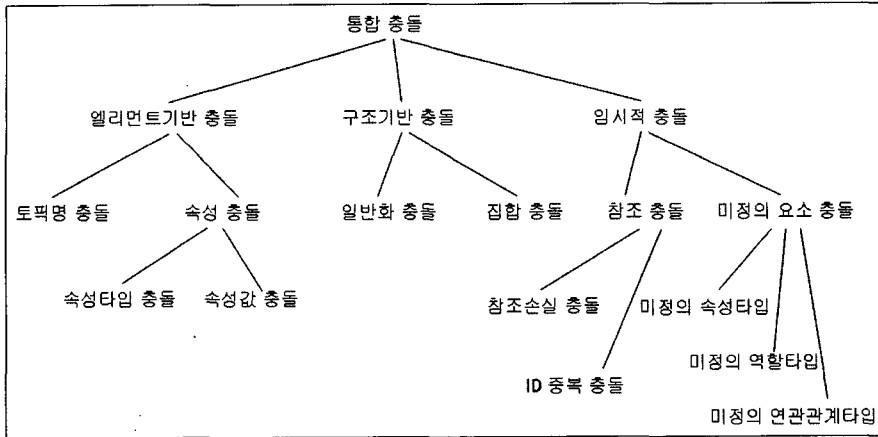 통합 충돌
엘리먼트기반 충돌
구조기반 충돌
임시적 충돌
토픽명 충돌
속성 충돌
일반화 충돌
집합 충돌
참조 충돌
미정의 요소 충돌
속성타입 충돌
속성값 충돌
참조손실 충돌
미정의 속성타입
미정의 역할타입
ID 중복 충돌
미정의 연관관계타입